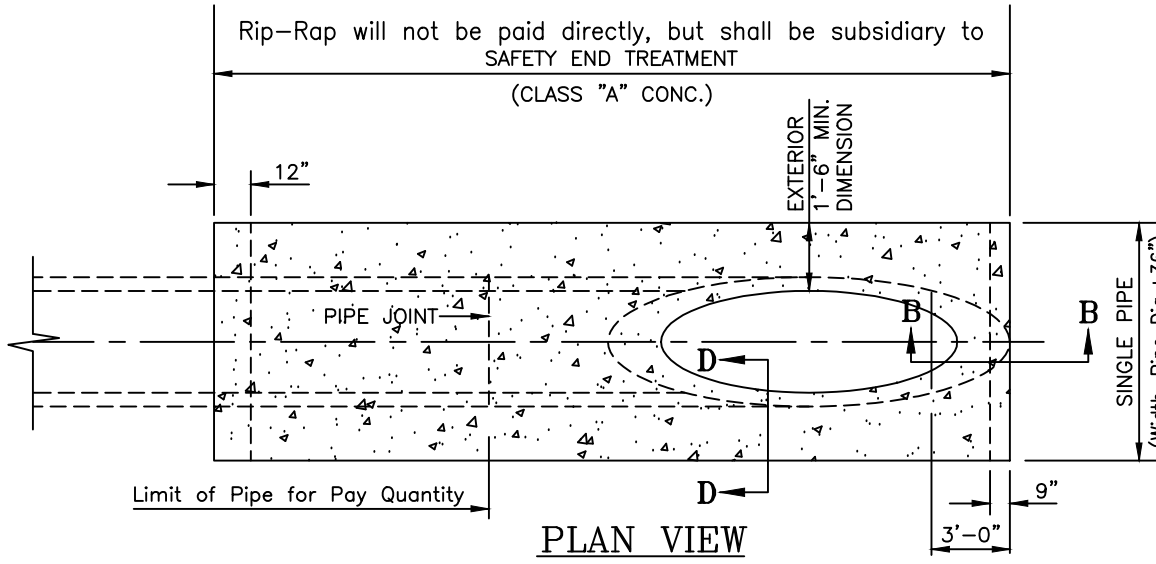 Rip-Rap will not be paid directly, but shall be subsidiary to
SAFETY END TREATMENT
(CLASS "A" CONC.)
12"
EXTERIOR
1'-6" MIN.
DIMENSION
PIPE JOINT
B
B
D
D
SINGLE PIPE
Limit of Pipe for Pay Quantity
9"
3'-0"
PLAN VIEW